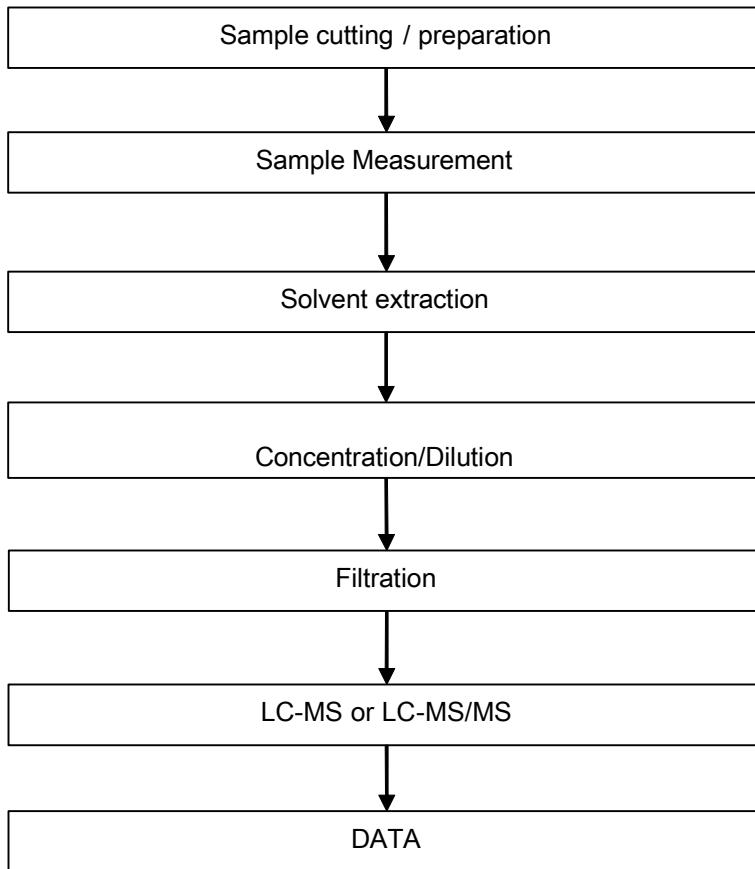 Sample cutting / preparation
Sample Measurement
Solvent extraction
Concentration/Dilution
Filtration
LC-MS or LC-MS/MS
DATA